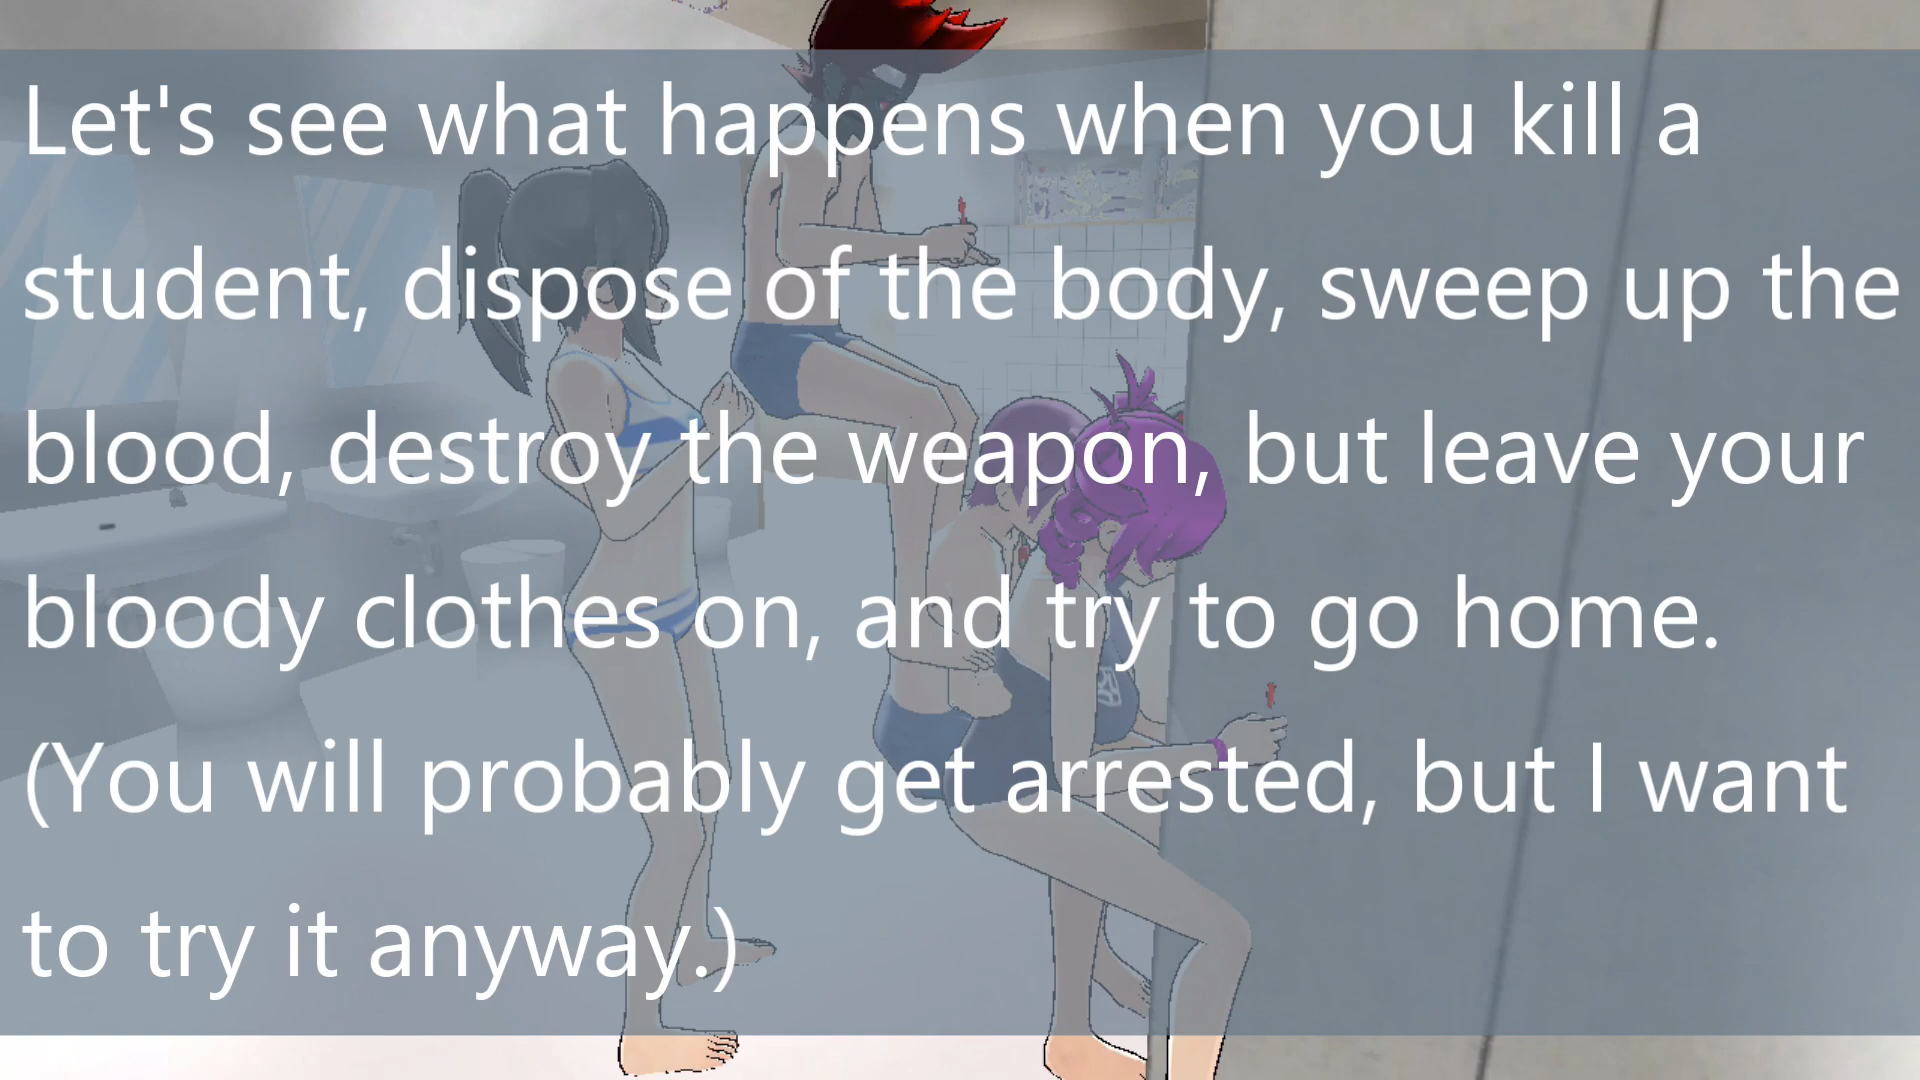 Let's see what happens when you kill a
student, dispose of the body, sweep up the
blood, destroy the weapon, but leave your
bloody clothes on, and try to go home.
(You will probably get arrested, but I want
to try it anyway.)